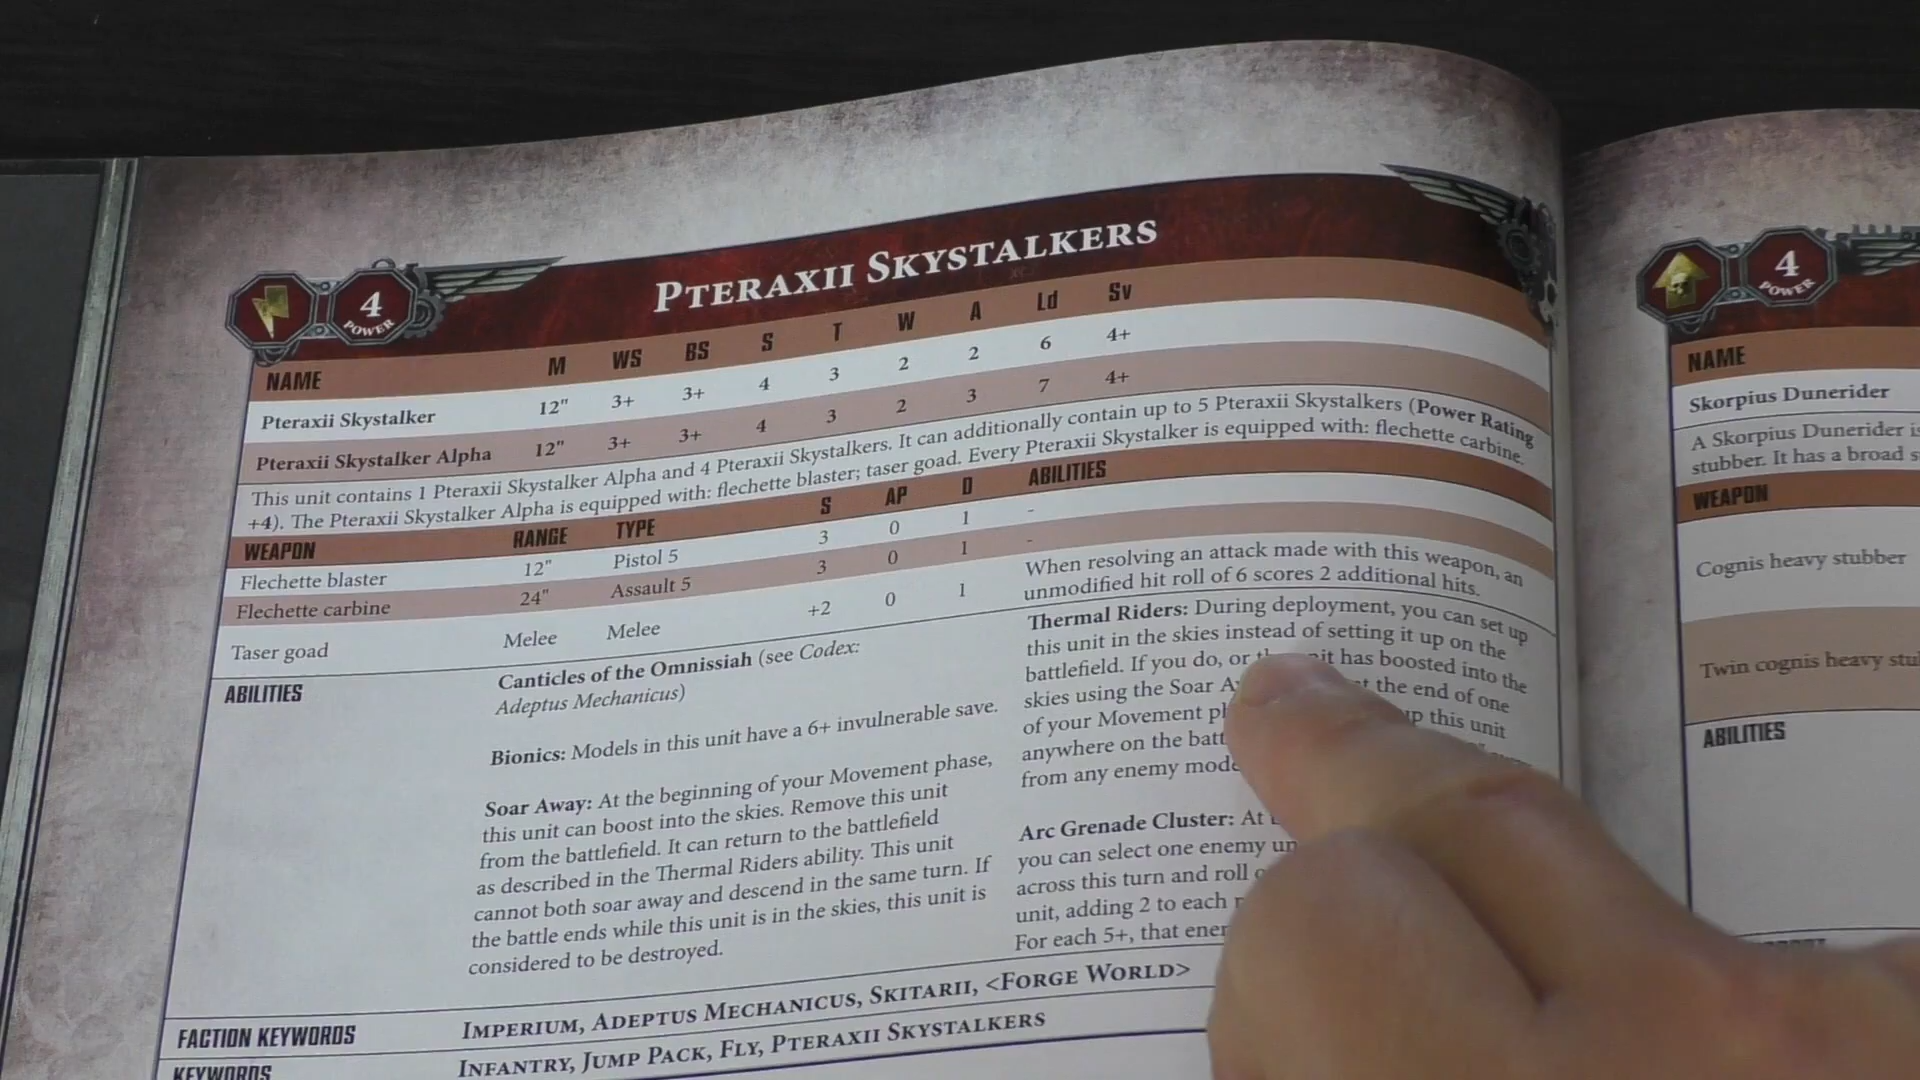 PTERAXII SKYSTALKERS
4
POWER
NAME M WS BS S T W A Ld Sv
Pteraxii Skystalker 12" 3+ 3+ 4 3 2 2 6 4+
Pteraxii Skystalker Alpha 12" 3+ 3+ 4 3 2 3 7 4+
This unit contains 1 Pteraxii Skystalker Alpha and 4 Pteraxii Skystalkers. It can additionally contain up to 5 Pteraxii Skystalkers (Power Rating
+4). The Pteraxii Skystalker Alpha is equipped with: flechette blaster; taser goad. Every Pteraxii Skystalker is equipped with: flechette carbine.
WEAPON RANGE TYPE S AP D ABILITIES
Flechette blaster 12" Pistol 5 3 0 1 -
Flechette carbine 24" Assault 5 3 0 1 -
Taser goad Melee Melee +2 0 1 When resolving an attack made with this weapon, an
unmodified hit roll of 6 scores 2 additional hits.
ABILITIES
Canticles of the Omnissiah (see Codex:
Adeptus Mechanicus)
Bionics: Models in this unit have a 6+ invulnerable save.
Soar Away: At the beginning of your Movement phase,
this unit can boost into the skies. Remove this unit
from the battlefield. It can return to the battlefield
as described in the Thermal Riders ability. This unit
cannot both soar away and descend in the same turn. If
the battle ends while this unit is in the skies, this unit is
considered to be destroyed.
Thermal Riders: During deployment, you can set up
this unit in the skies instead of setting it up on the
battlefield. If you do, or has boosted into the
skies using the Soar the end of one
of your Movement this unit
anywhere on the
from any enemy
Arc Grenade Cluster: At
you can select one enemy
across this turn and roll
unit, adding 2 to each
For each 5+, that
FACTION KEYWORDS IMPERIUM, ADEPTUS MECHANICUS, SKITARII, <FORGE WORLD>
KEYWORDS INFANTRY, JUMP PACK, FLY, PTERAXII SKYSTALKERS
4
POWER
NAME
Skorpius Dunerider
A Skorpius Dunerider
stubber. It has a broad
WEAPON
Cognis heavy stubber
Twin cognis heavy
ABILITIES